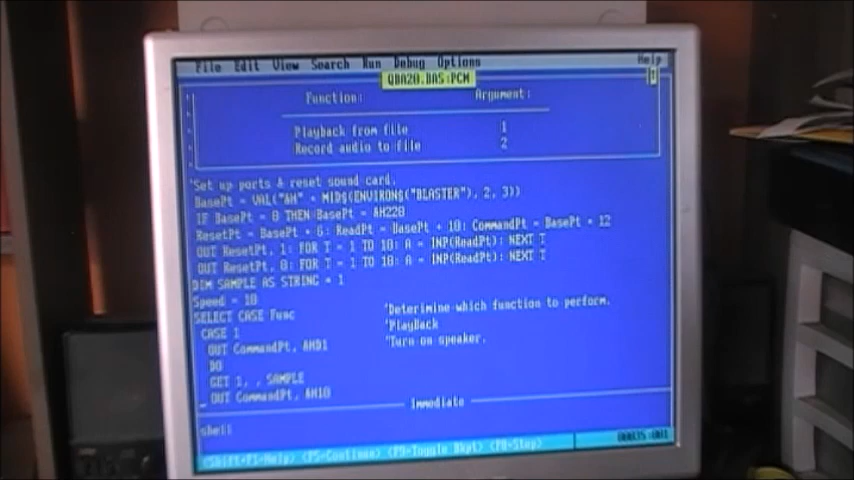 File Edit View Search Run Debug Options Help
QBA20.BAS:PCM
Function: Argument:
Playback from file 1
Record audio to file 2
'Set up ports & reset sound card.
BasePt = VAL("&H" + MID$(ENVIRON$("BLASTER"), 2, 3))
IF BasePt = 0 THEN BasePt = &H220
ResetPt = BasePt + 6: ReadPt = BasePt + 10: CommandPt = BasePt + 12
OUT ResetPt, 1: FOR T = 1 TO 10: A = INP(ReadPt): NEXT T
OUT ResetPt, 0: FOR T = 1 TO 10: A = INP(ReadPt): NEXT T
DIM SAMPLE AS STRING * 1
Speed = 10
SELECT CASE Func 'Deterimine which function to perform.
CASE 1 'PlayBack
OUT CommandPt, &HD1 'Turn on speaker.
DO
GET 1, , SAMPLE
OUT CommandPt, &H10
Immediate
shell
<Shift+F1=Help> <F5=Continue> <F9=Toggle Bkpt> <F8=Step> 00035:001